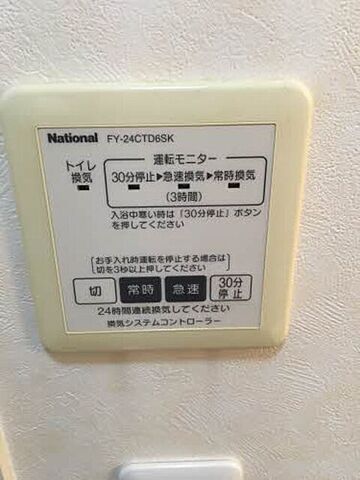 National FY-24CTD6SK
トイレ換気
運転モニター
30分停止▶急速換気▶常時換気
(3時間)
入浴中寒い時は「30分停止」ボタン
を押してください
お手入れ時運転を停止する場合は
切を3秒以上押してください
切 常時 急速 30分停止
24時間連続換気してください
換気システムコントローラー